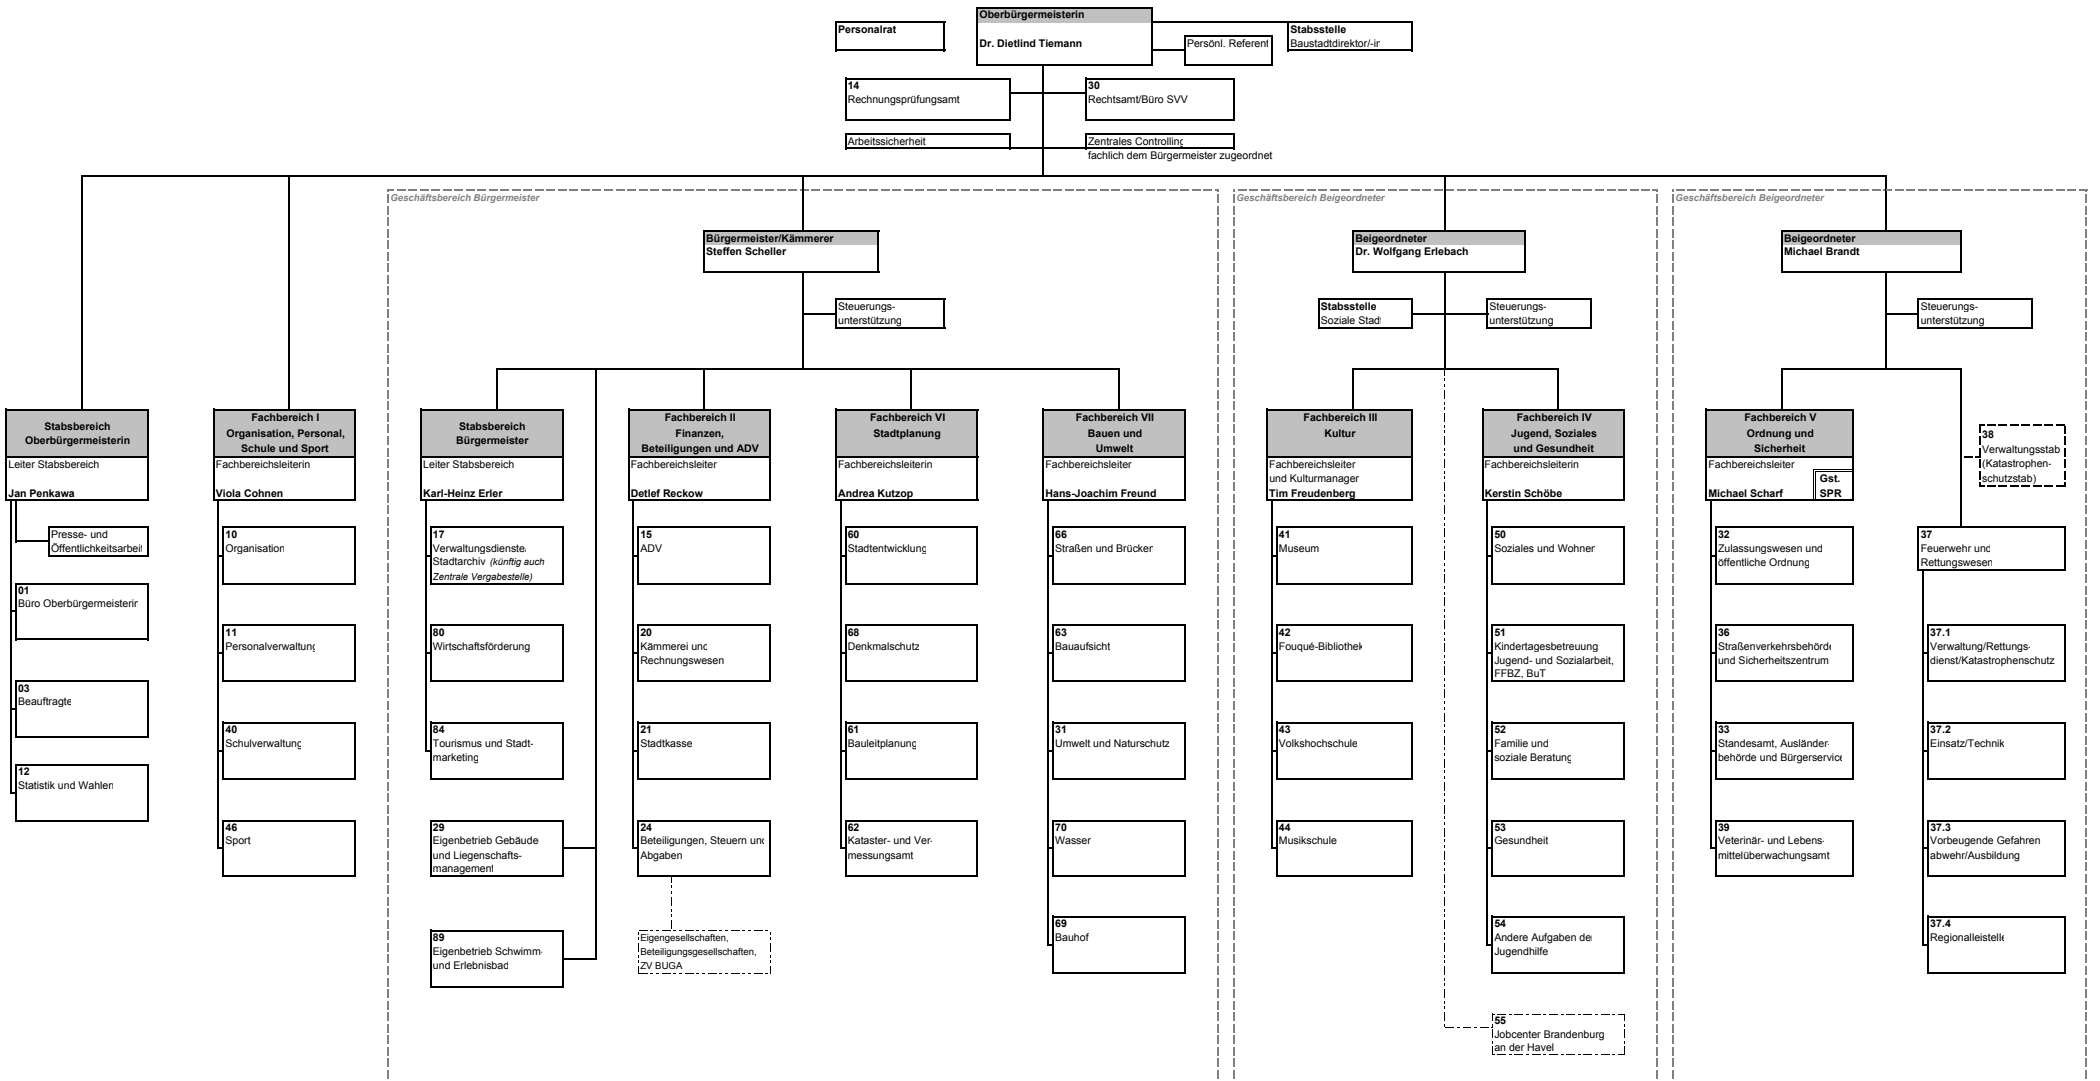 Personalrat
Oberbürgermeisterin
Dr. Dietlind Tiemann
Persönl. Referent
Stabsstelle
Baustadtdirektor/-in
14
Rechnungsprüfungsamt
30
Rechtsamt/Büro SVV
Arbeitssicherheit
Zentrales Controlling
fachlich dem Bürgermeister zugeordnet
Geschäftsbereich Bürgermeister
Geschäftsbereich Beigeordneter
Geschäftsbereich Beigeordneter
Bürgermeister/Kämmerer
Steffen Scheller
Beigeordneter
Dr. Wolfgang Erlebach
Beigeordneter
Michael Brandt
Steuerungs-
unterstützung
Stabsstelle
Soziale Stadt
Steuerungs-
unterstützung
Steuerungs-
unterstützung
Stabsbereich
Oberbürgermeisterin
Leiter Stabsbereich
Jan Penkawa
Presse- und
Öffentlichkeitsarbeit
01
Büro Oberbürgermeisterin
03
Beauftragte
12
Statistik und Wahlen
Fachbereich I
Organisation, Personal,
Schule und Sport
Fachbereichsleiterin
Viola Cohnen
10
Organisation
11
Personalverwaltung
40
Schulverwaltung
46
Sport
Stabsbereich
Bürgermeister
Leiter Stabsbereich
Karl-Heinz Erler
17
Verwaltungsdienste/
Stadtarchiv (künftig auch
Zentrale Vergabestelle)
80
Wirtschaftsförderung
84
Tourismus und Stadt-
marketing
29
Eigenbetrieb Gebäude
und Liegenschafts-
management
89
Eigenbetrieb Schwimm-
und Erlebnisbad
Fachbereich II
Finanzen,
Beteiligungen und ADV
Fachbereichsleiter
Detlef Reckow
15
ADV
20
Kämmerei und
Rechnungswesen
21
Stadtkasse
24
Beteiligungen, Steuern und
Abgaben
Eigengesellschaften,
Beteiligungsgesellschaften,
ZV BUGA
Fachbereich VI
Stadtplanung
Fachbereichsleiterin
Andrea Kutzop
60
Stadtentwicklung
68
Denkmalschutz
61
Bauleitplanung
62
Kataster- und Ver-
messungsamt
Fachbereich VII
Bauen und
Umwelt
Fachbereichsleiter
Hans-Joachim Freund
66
Straßen und Brücken
63
Bauaufsicht
31
Umwelt und Naturschutz
70
Wasser
69
Bauhof
Fachbereich III
Kultur
Fachbereichsleiter
und Kulturmanager
Tim Freudenberg
41
Museum
42
Fouqué-Bibliothek
43
Volkshochschule
44
Musikschule
Fachbereich IV
Jugend, Soziales
und Gesundheit
Fachbereichsleiterin
Kerstin Schöbe
50
Soziales und Wohnen
51
Kindertagesbetreuung
Jugend- und Sozialarbeit,
FFBZ, BuT
52
Familie und
soziale Beratung
53
Gesundheit
54
Andere Aufgaben der
Jugendhilfe
55
Jobcenter Brandenburg
an der Havel
Fachbereich V
Ordnung und
Sicherheit
Fachbereichsleiter
Michael Scharf
Gst.
SPR
32
Zulassungswesen und
öffentliche Ordnung
36
Straßenverkehrsbehörde
und Sicherheitszentrum
33
Standesamt, Ausländer-
behörde und Bürgerservice
39
Veterinär- und Lebens-
mittelüberwachungsamt
38
Verwaltungsstab
(Katastrophen-
schutzstab)
37
Feuerwehr und
Rettungswesen
37.1
Verwaltung/Rettungs-
dienst/Katastrophenschutz
37.2
Einsatz/Technik
37.3
Vorbeugende Gefahren
abwehr/Ausbildung
37.4
Regionalleistelle